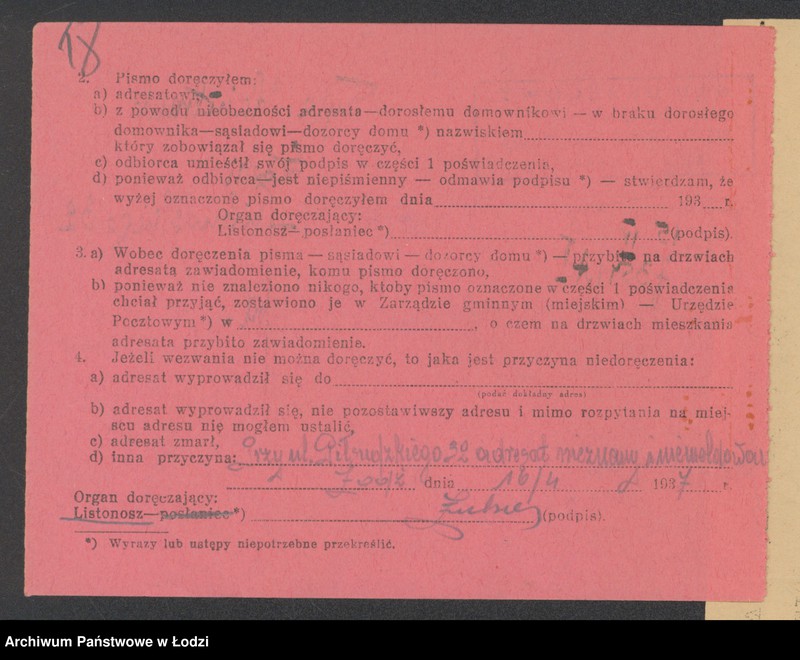 18
2. Pismo doręczyłem:
a) adresatowi
b) z powodu nieobecności adresata—dorosłemu domownikowi — w braku dorosłego
domownika—sąsiadowi—dozorcy domu *) nazwiskiem
który zobowiązał się pismo doręczyć,
c) odbiorca umieścił swój podpis w części 1 poświadczenia,
d) ponieważ odbiorca—jest niepiśmienny — odmawia podpisu *) — stwierdzam, że
wyżej oznaczone pismo doręczyłem dnia 193 r.
Organ doręczający:
Listonosz—posłaniec*) (podpis).
3. a) Wobec doręczenia pisma — sąsiadowi — dozorcy domu *) — przybito na drzwiach
adresata zawiadomienie, komu pismo doręczono,
b) ponieważ nie znaleziono nikogo, ktoby pismo oznaczone w części 1 poświadczenia
chciał przyjąć, zostawiono je w Zarządzie gminnym (miejskim) — Urzędzie
Pocztowym*) w , o czem na drzwiach mieszkania
adresata przybito zawiadomienie.
4. Jeżeli wezwania nie można doręczyć, to jaka jest przyczyna niedoręczenia:
a) adresat wyprowadził się do
(podać dokładny adres)
b) adresat wyprowadził się, nie pozostawiwszy adresu i mimo rozpytania na miej-
scu adresu nię mogłem ustalić,
c) adresat zmarł,
d) inna przyczyna: Przy ul. Piłsudzkiego 32 adresat nieznany i niemeldowan
Łódź dnia 16/4 1937 r.
Organ doręczający:
Listonosz—posłaniec*) (podpis).
*) Wyrazy lub ustępy niepotrzebne przekreślić.
Archiwum Państwowe w Łodzi